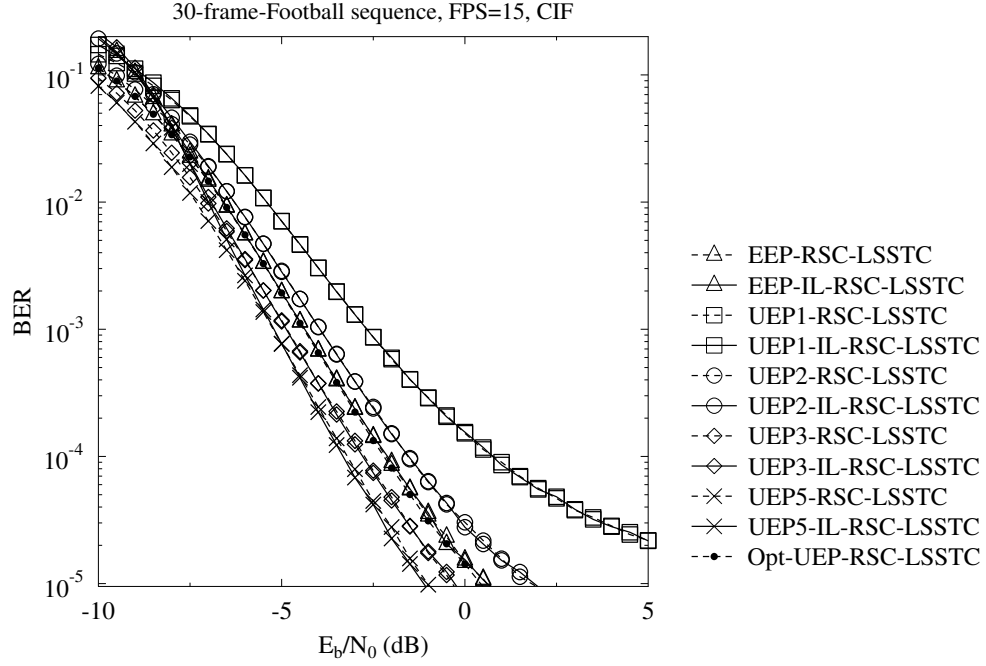 30-frame-Football sequence, FPS=15, CIF
BER
10^-1
10^-2
10^-3
10^-4
10^-5
-10 -5 0 5
E_b/N_0 (dB)
EEP-RSC-LSSTC
EEP-IL-RSC-LSSTC
UEP1-RSC-LSSTC
UEP1-IL-RSC-LSSTC
UEP2-RSC-LSSTC
UEP2-IL-RSC-LSSTC
UEP3-RSC-LSSTC
UEP3-IL-RSC-LSSTC
UEP5-RSC-LSSTC
UEP5-IL-RSC-LSSTC
Opt-UEP-RSC-LSSTC